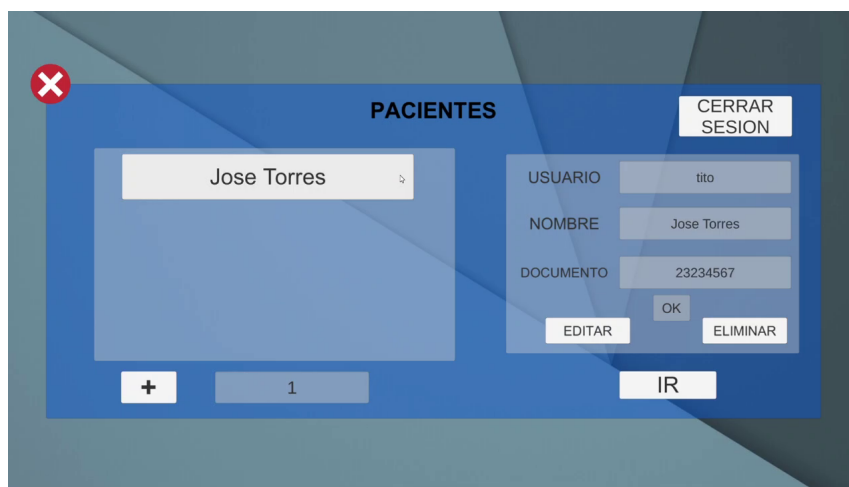 PACIENTES
CERRAR
SESION
Jose Torres
USUARIO tito
NOMBRE Jose Torres
DOCUMENTO 23234567
OK
EDITAR ELIMINAR
+ 1 IR